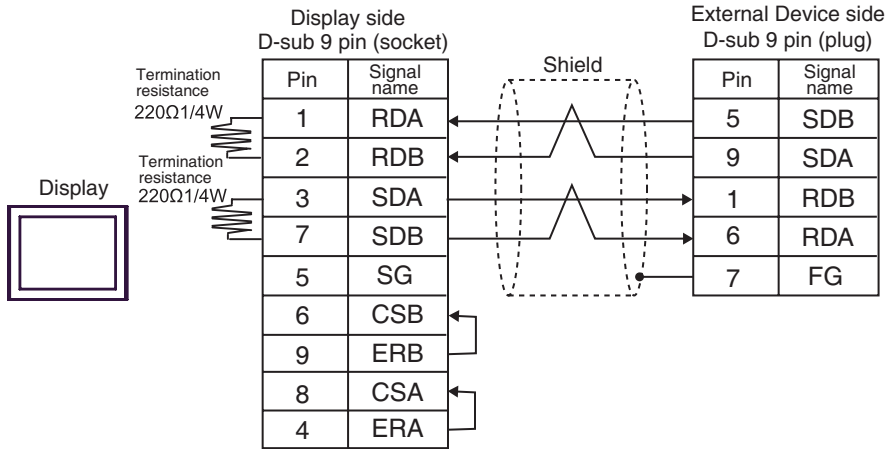 Display side
D-sub 9 pin (socket)
External Device side
D-sub 9 pin (plug)
Shield
Termination
resistance
220Ω1/4W
Termination
resistance
220Ω1/4W
Display
Pin Signal name
1 RDA
2 RDB
3 SDA
7 SDB
5 SG
6 CSB
9 ERB
8 CSA
4 ERA
Pin Signal name
5 SDB
9 SDA
1 RDB
6 RDA
7 FG